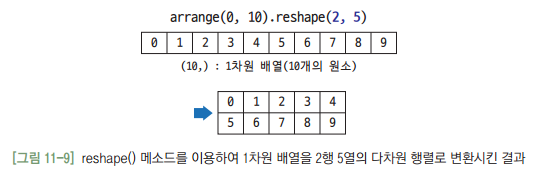 arrange(0, 10).reshape(2, 5)
0 1 2 3 4 5 6 7 8 9
(10,) : 1차원 배열(10개의 원소)
0 1 2 3 4
5 6 7 8 9
[그림 11-9] reshape() 메소드를 이용하여 1차원 배열을 2행 5열의 다차원 행렬로 변환시킨 결과